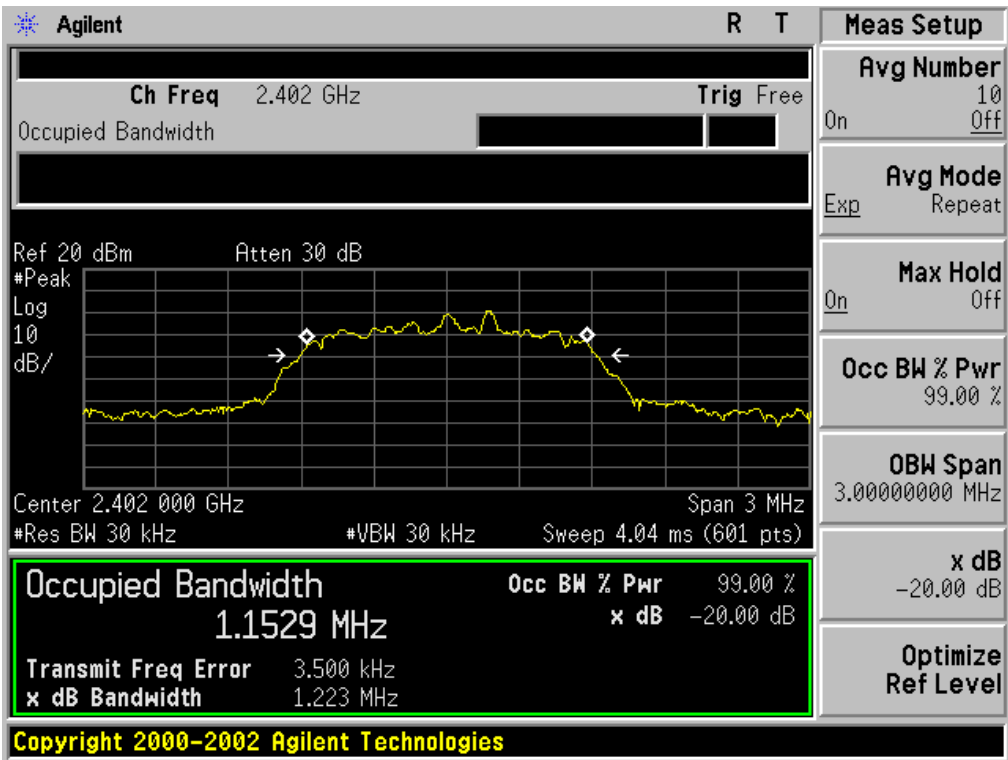 Agilent R T
Ch Freq 2.402 GHz Trig Free
Occupied Bandwidth
Ref 20 dBm Atten 30 dB
#Peak
Log
10
dB/
Center 2.402 000 GHz Span 3 MHz
#Res BW 30 kHz #VBW 30 kHz Sweep 4.04 ms (601 pts)
Occupied Bandwidth Occ BW % Pwr 99.00 %
1.1529 MHz x dB -20.00 dB
Transmit Freq Error 3.500 kHz
x dB Bandwidth 1.223 MHz
Copyright 2000-2002 Agilent Technologies
Meas Setup
Avg Number
10
On Off
Avg Mode
Exp Repeat
Max Hold
On Off
Occ BW % Pwr
99.00 %
OBW Span
3.00000000 MHz
x dB
-20.00 dB
Optimize
Ref Level